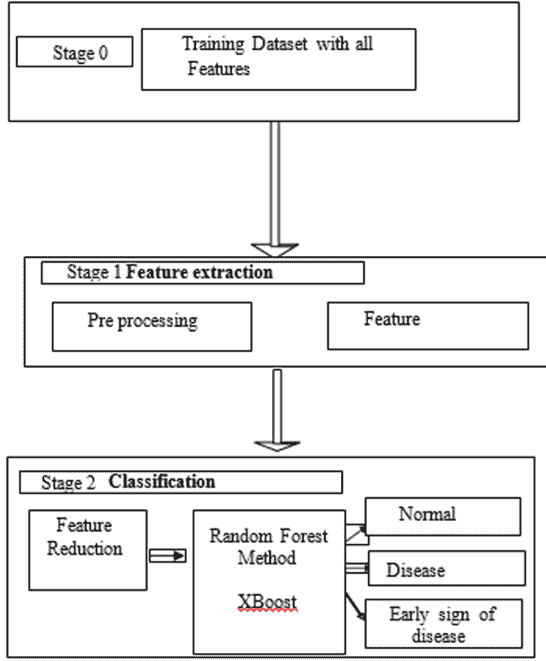 Stage 0
Training Dataset with all
Features
Stage 1 Feature extraction
Pre processing
Feature
Stage 2 Classification
Feature
Reduction
Random Forest
Method
XBoost
Normal
Disease
Early sign of
disease